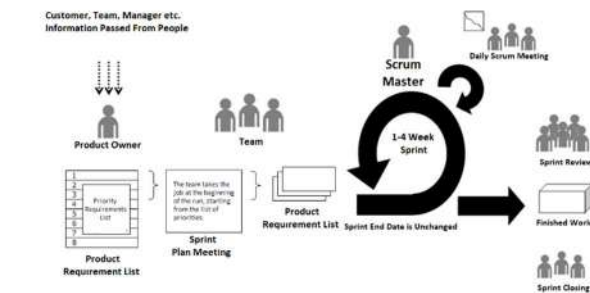 Customer, Team, Manager etc.
Information Passed From People
Product Owner
Team
Scrum
Master
Daily Scrum Meeting
1-4 Week
Sprint
1
2
3
4
5
6
7
8
Priority
Requirements
List
Product
Requirement List
The team takes the
job at the beginning
of the run, starting
from the list of
priorities.
Sprint
Plan Meeting
Product
Requirement List
Sprint End Date is Unchanged
Sprint Review
Finished Work
Sprint Closing